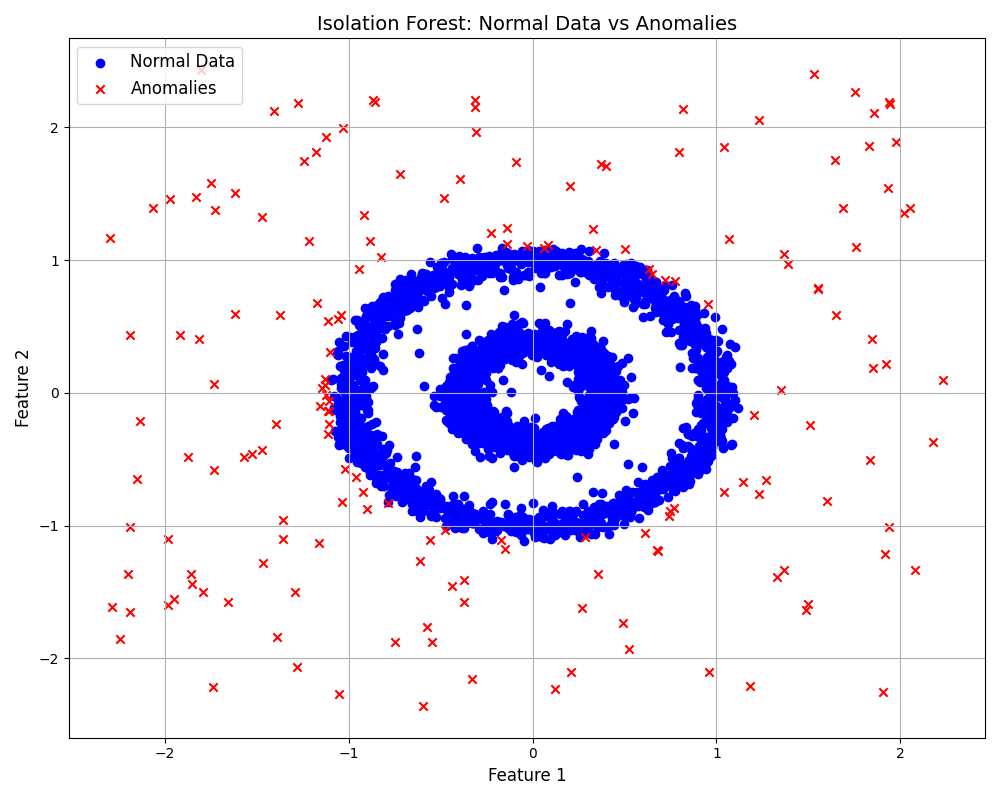 Isolation Forest: Normal Data vs Anomalies
Normal Data
Anomalies
Feature 2
2
1
0
−1
−2
−2
−1
0
1
2
Feature 1